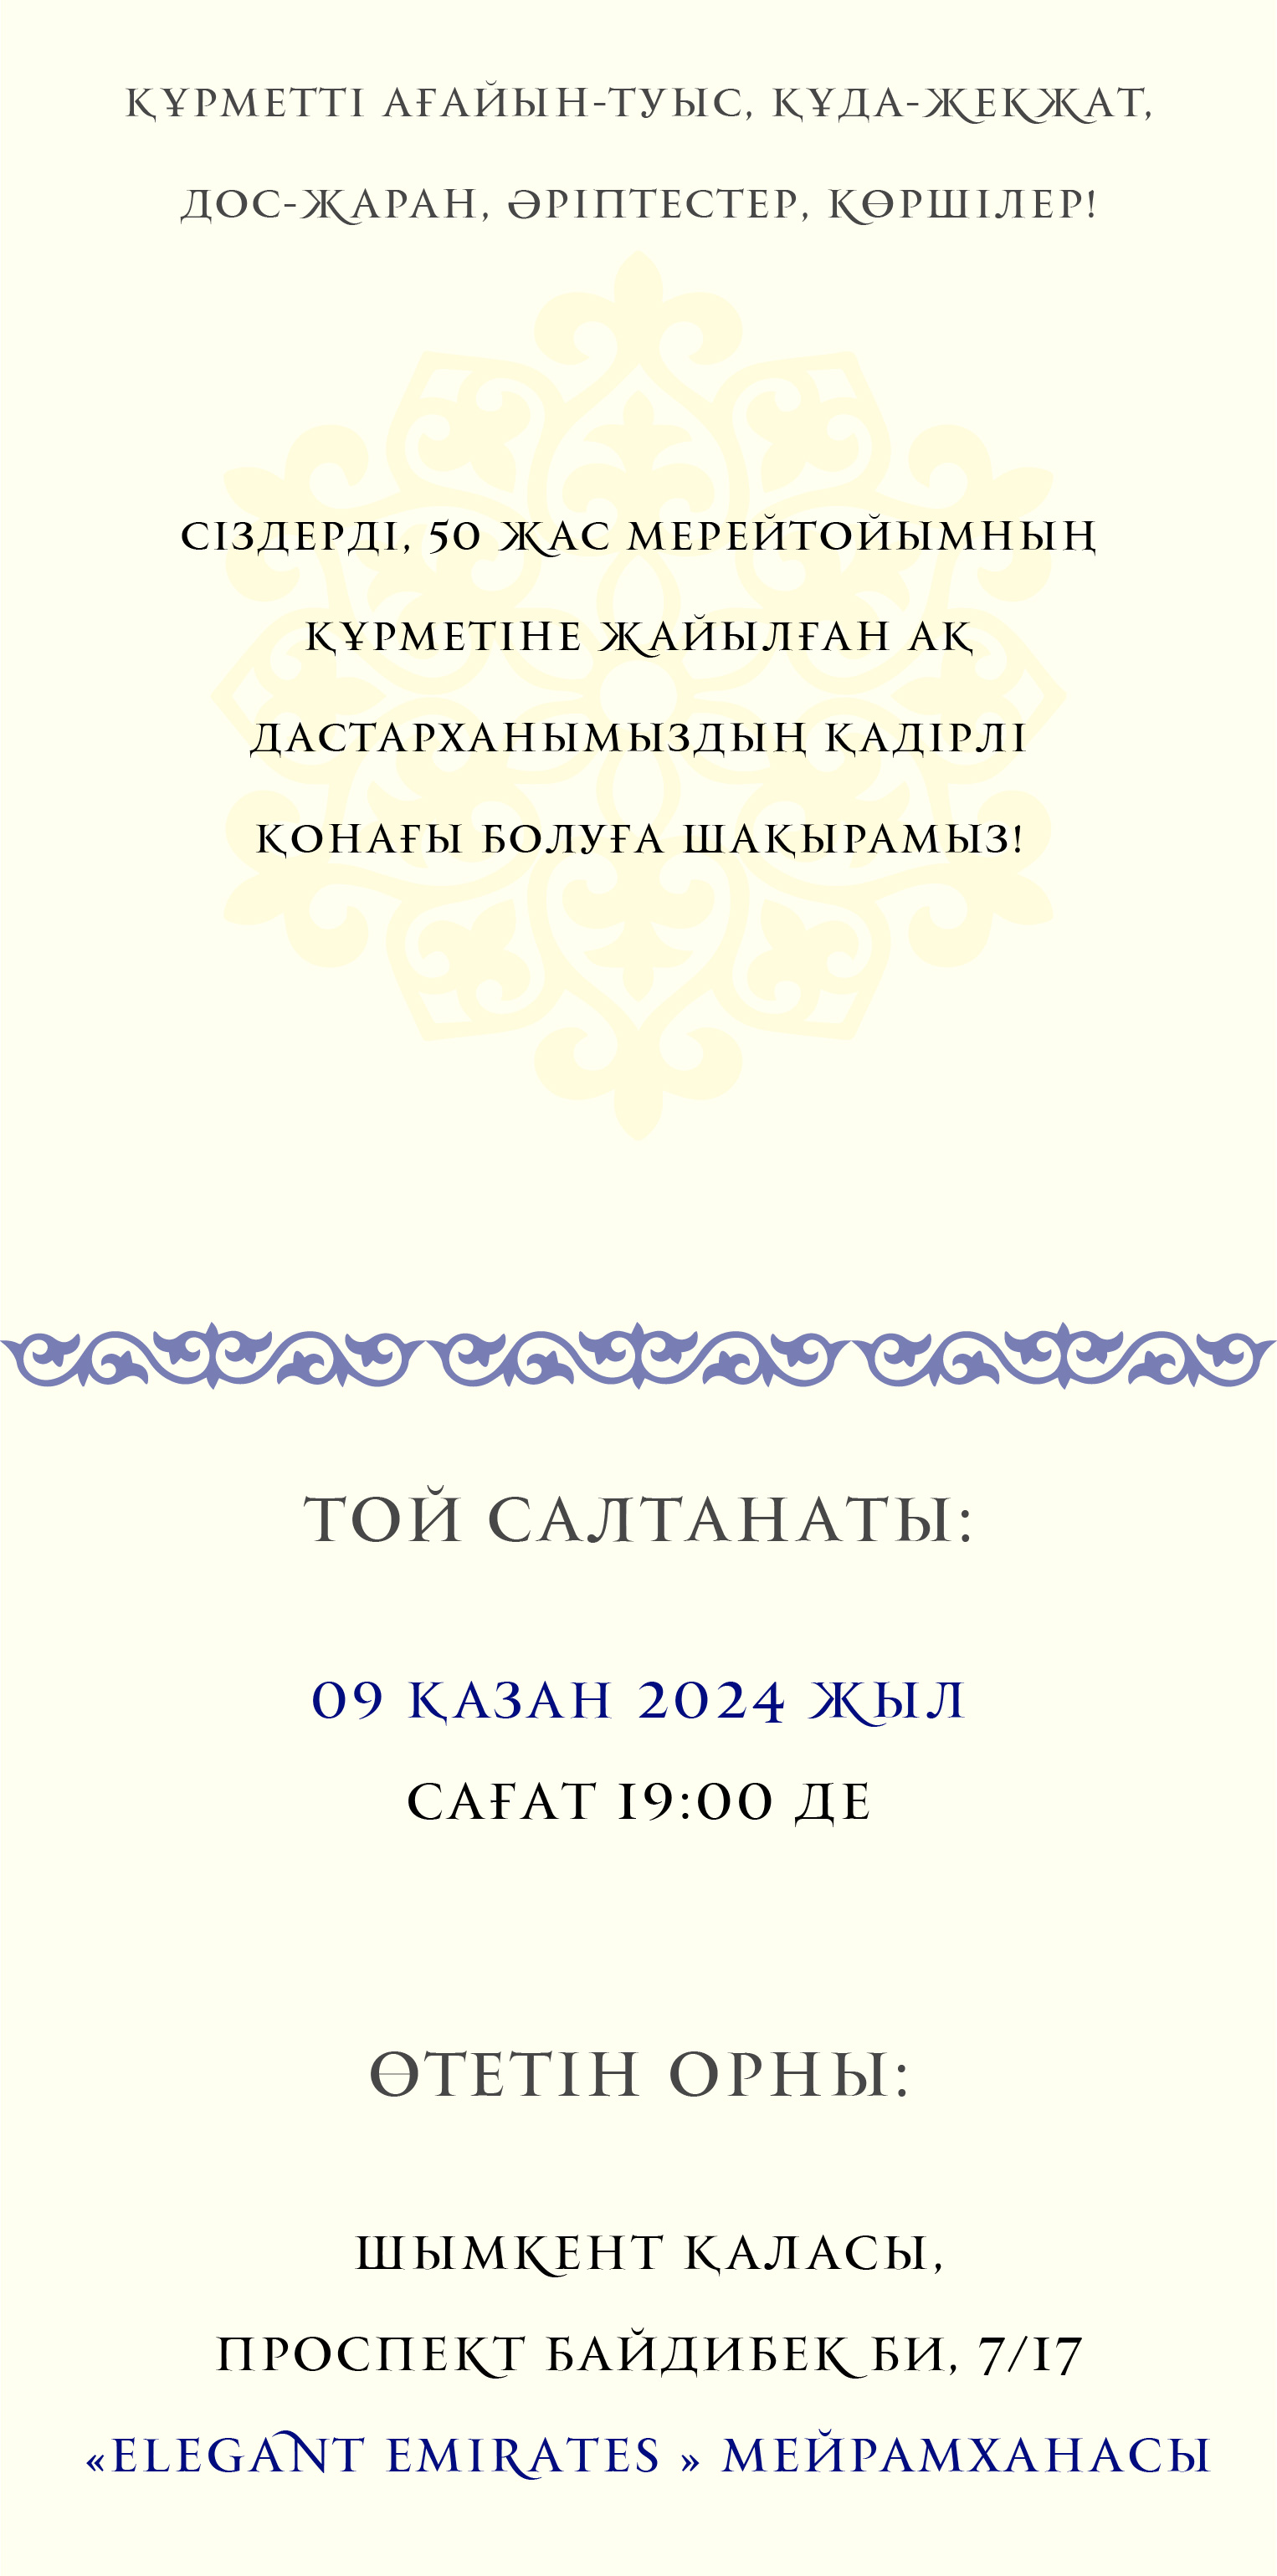 ҚҰРМЕТТІ АҒАЙЫН-ТУЫС, ҚҰДА-ЖЕКЖАТ,
ДОС-ЖАРАН, ӘРІПТЕСТЕР, КӨРШІЛЕР!
СІЗДЕРДІ, 50 ЖАС МЕРЕЙТОЙЫМНЫҢ
ҚҰРМЕТІНЕ ЖАЙЫЛҒАН АҚ
ДАСТАРХАНЫМЫЗДЫҢ ҚАДІРЛІ
ҚОНАҒЫ БОЛУҒА ШАҚЫРАМЫЗ!
ТОЙ САЛТАНАТЫ:
09 ҚАЗАН 2024 ЖЫЛ
САҒАТ 19:00 ДЕ
ӨТЕТІН ОРНЫ:
ШЫМКЕНТ ҚАЛАСЫ,
ПРОСПЕКТ БАЙДИБЕК БИ, 7/17
«ELEGANT EMIRATES » МЕЙРАМХАНАСЫ